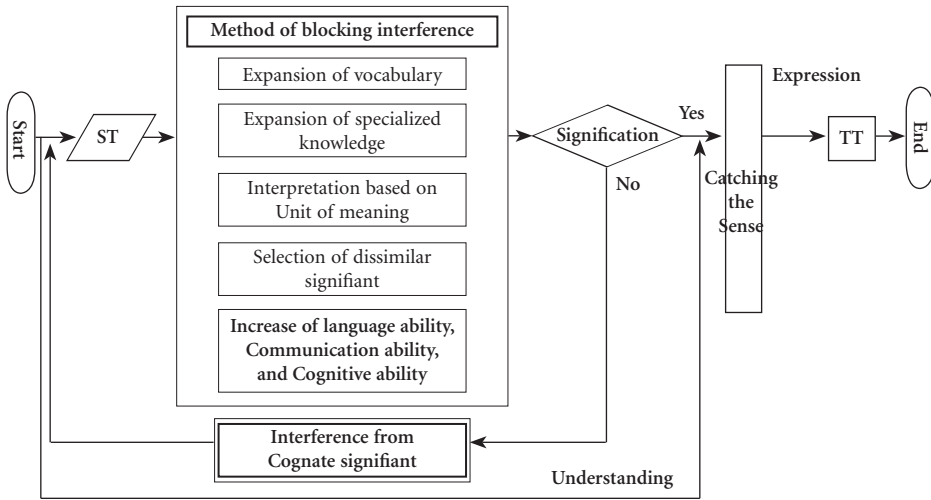 Start
ST
Method of blocking interference
Expansion of vocabulary
Expansion of specialized
knowledge
Interpretation based on
Unit of meaning
Selection of dissimilar
signifiant
Increase of language ability,
Communication ability,
and Cognitive ability
Interference from
Cognate signifiant
Signification
Yes
No
Catching
the
Sense
Expression
TT
End
Understanding